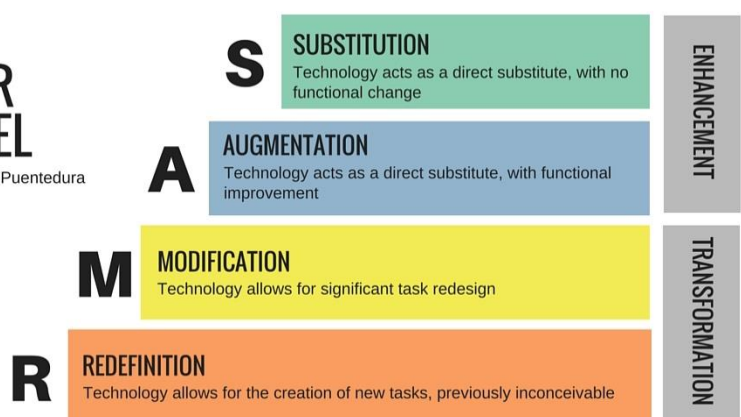 R
EL
Puentedura
S
SUBSTITUTION
Technology acts as a direct substitute, with no
functional change
A
AUGMENTATION
Technology acts as a direct substitute, with functional
improvement
ENHANCEMENT
M
MODIFICATION
Technology allows for significant task redesign
R
REDEFINITION
Technology allows for the creation of new tasks, previously inconceivable
TRANSFORMATION